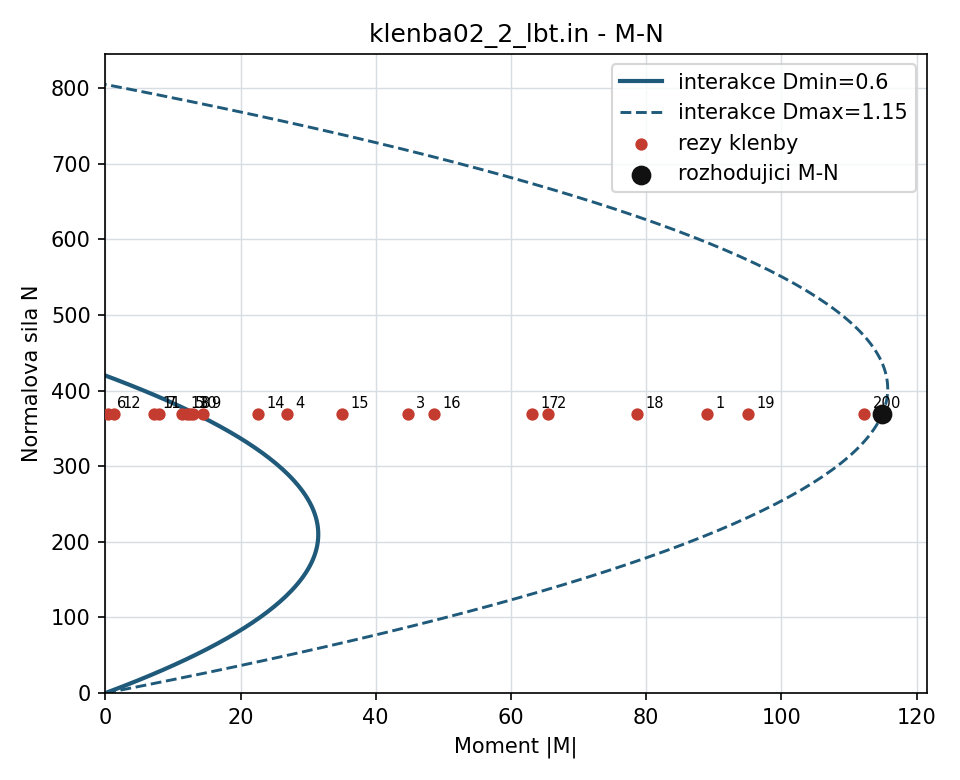 klenba02_2_lbt.in - M-N
interakce Dmin=0.6
interakce Dmax=1.15
rezy klenby
rozhodujici M-N
Normalova sila N
800
700
600
500
400
300
200
100
0
6 12 14 4 15 3 16 17 2 18 1 19
0 20 40 60 80 100 120
Moment |M|